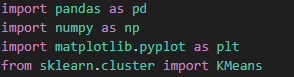 import pandas as pd
import numpy as np
import matplotlib.pyplot as plt
from sklearn.cluster import KMeans